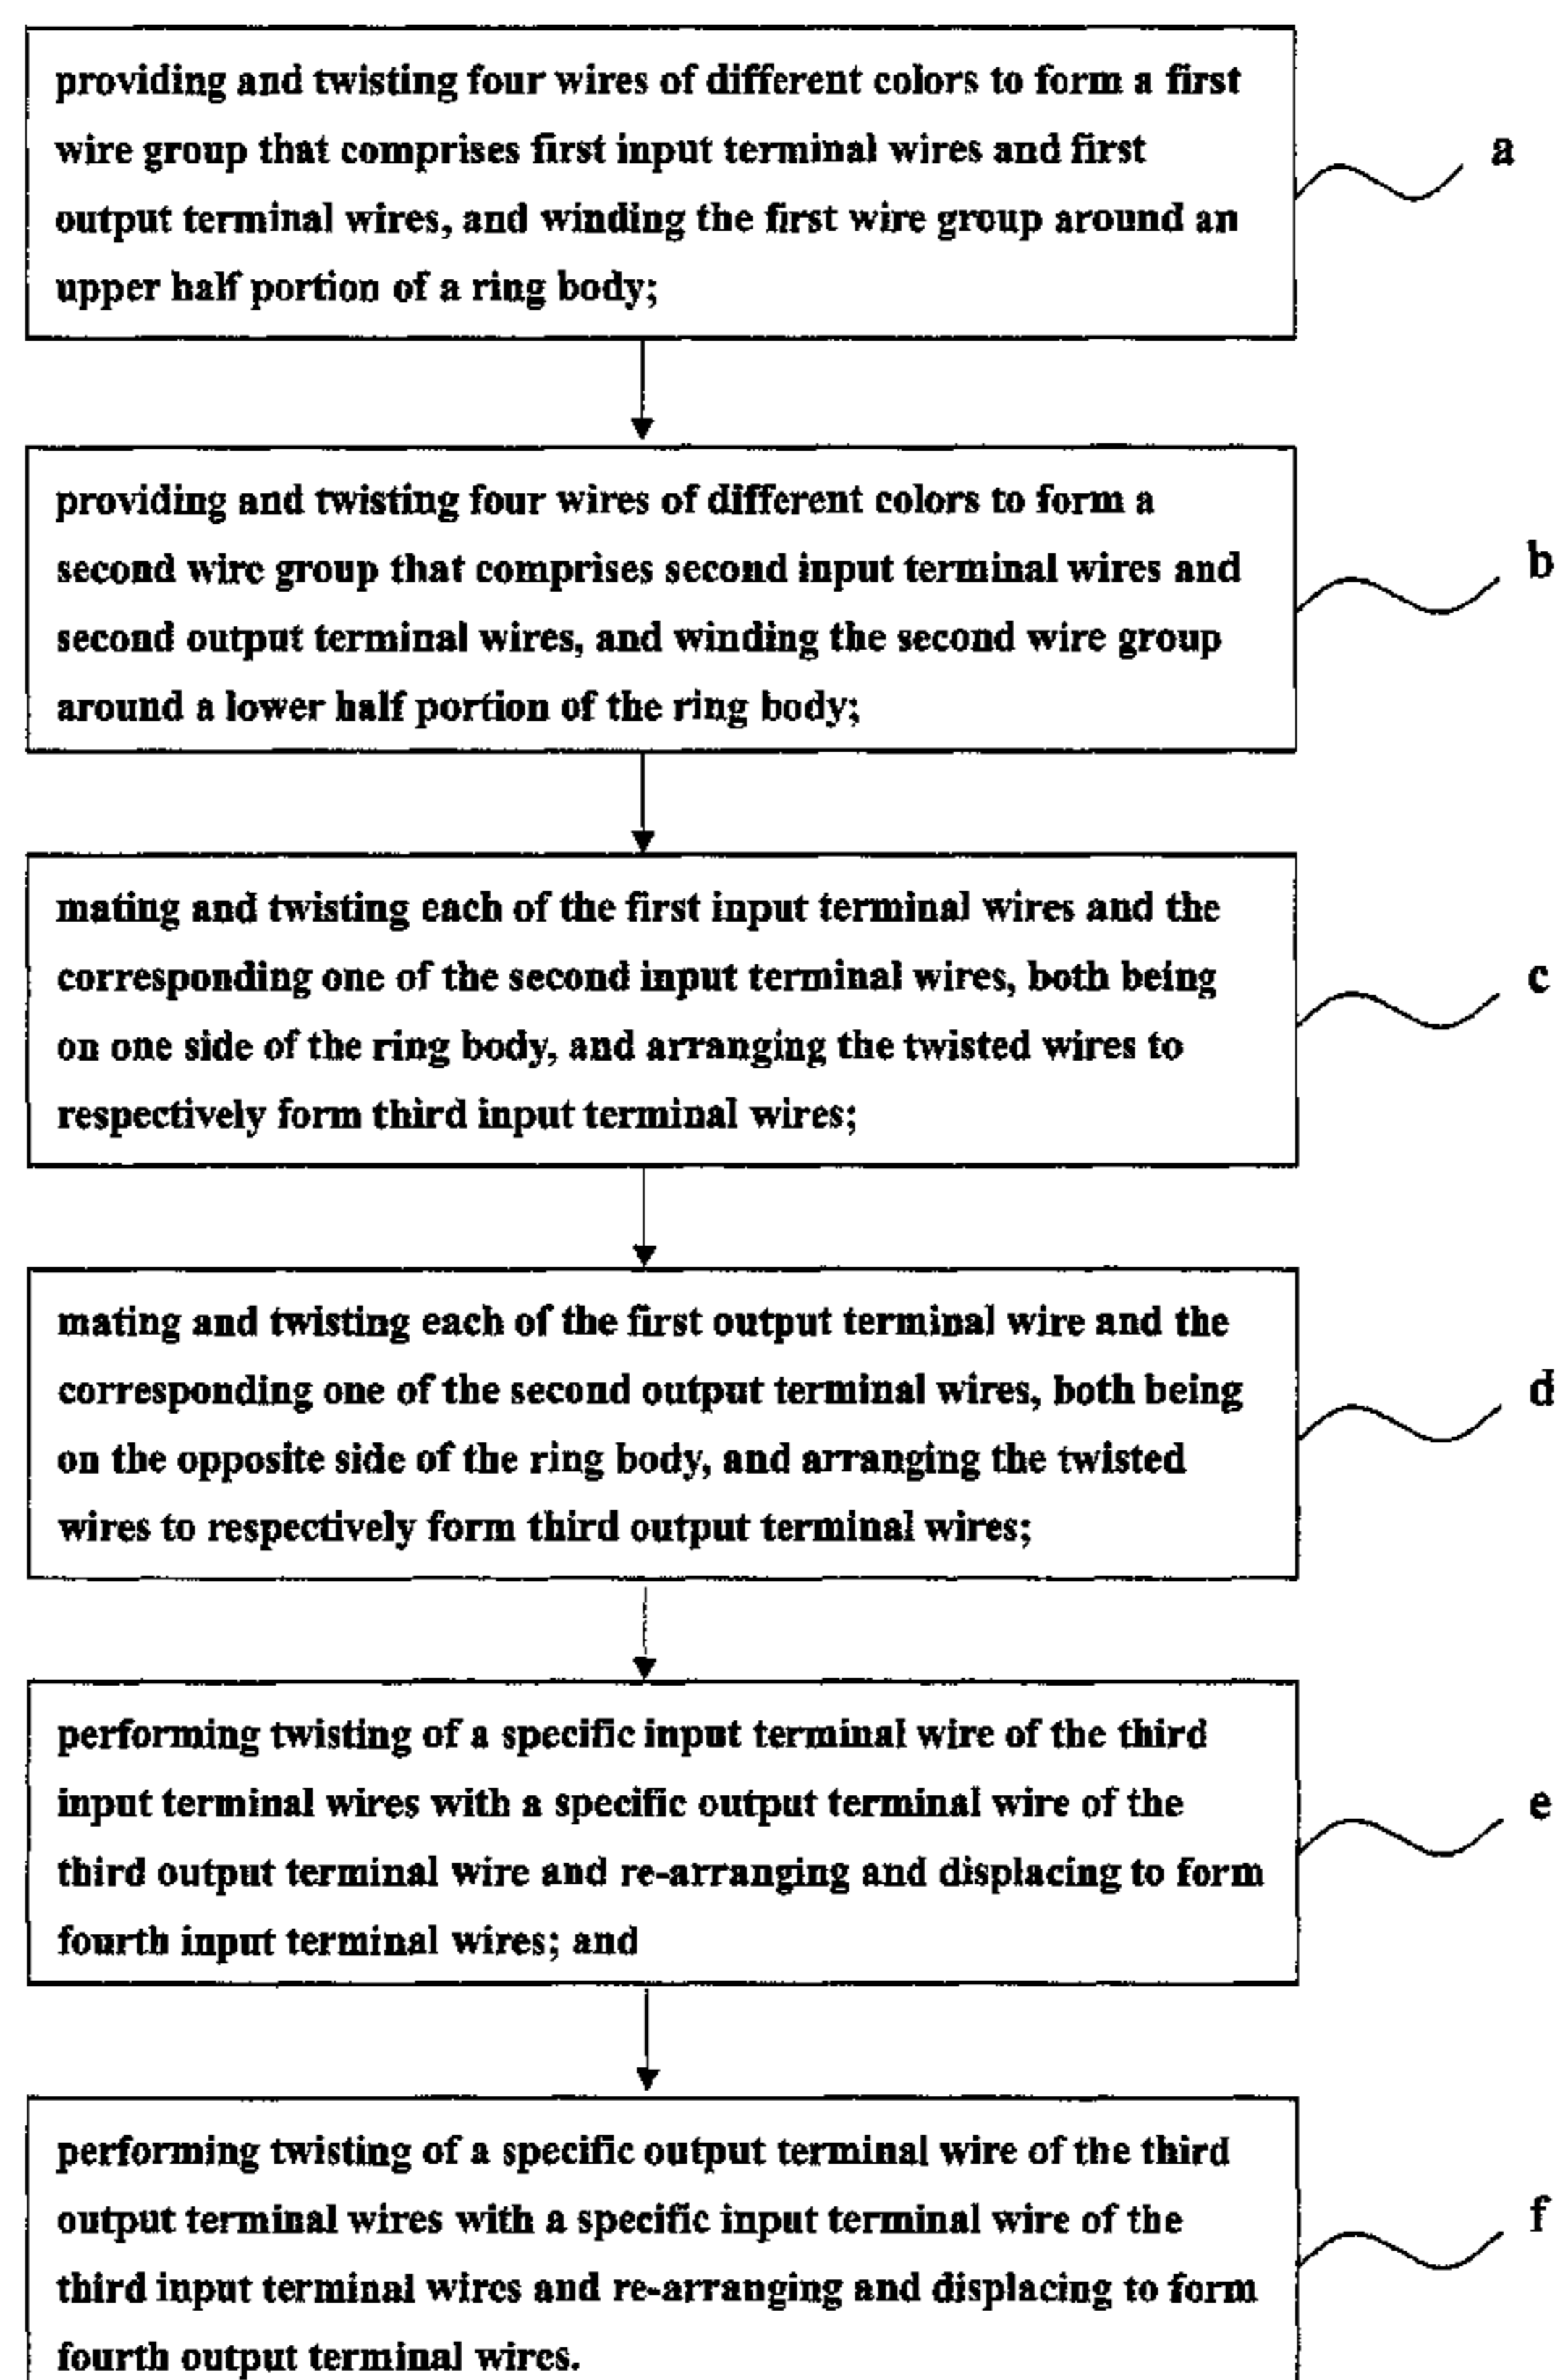 providing and twisting four wires of different colors to form a first
wire group that comprises first input terminal wires and first
output terminal wires, and winding the first wire group around an
upper half portion of a ring body;
a
providing and twisting four wires of different colors to form a
second wire group that comprises second input terminal wires and
second output terminal wires, and winding the second wire group
around a lower half portion of the ring body;
b
mating and twisting each of the first input terminal wires and the
corresponding one of the second input terminal wires, both being
on one side of the ring body, and arranging the twisted wires to
respectively form third input terminal wires;
c
mating and twisting each of the first output terminal wire and the
corresponding one of the second output terminal wires, both being
on the opposite side of the ring body, and arranging the twisted
wires to respectively form third output terminal wires;
d
performing twisting of a specific input terminal wire of the third
input terminal wires with a specific output terminal wire of the
third output terminal wire and re-arranging and displacing to form
fourth input terminal wires; and
e
performing twisting of a specific output terminal wire of the third
output terminal wires with a specific input terminal wire of the
third input terminal wires and re-arranging and displacing to form
fourth output terminal wires.
f